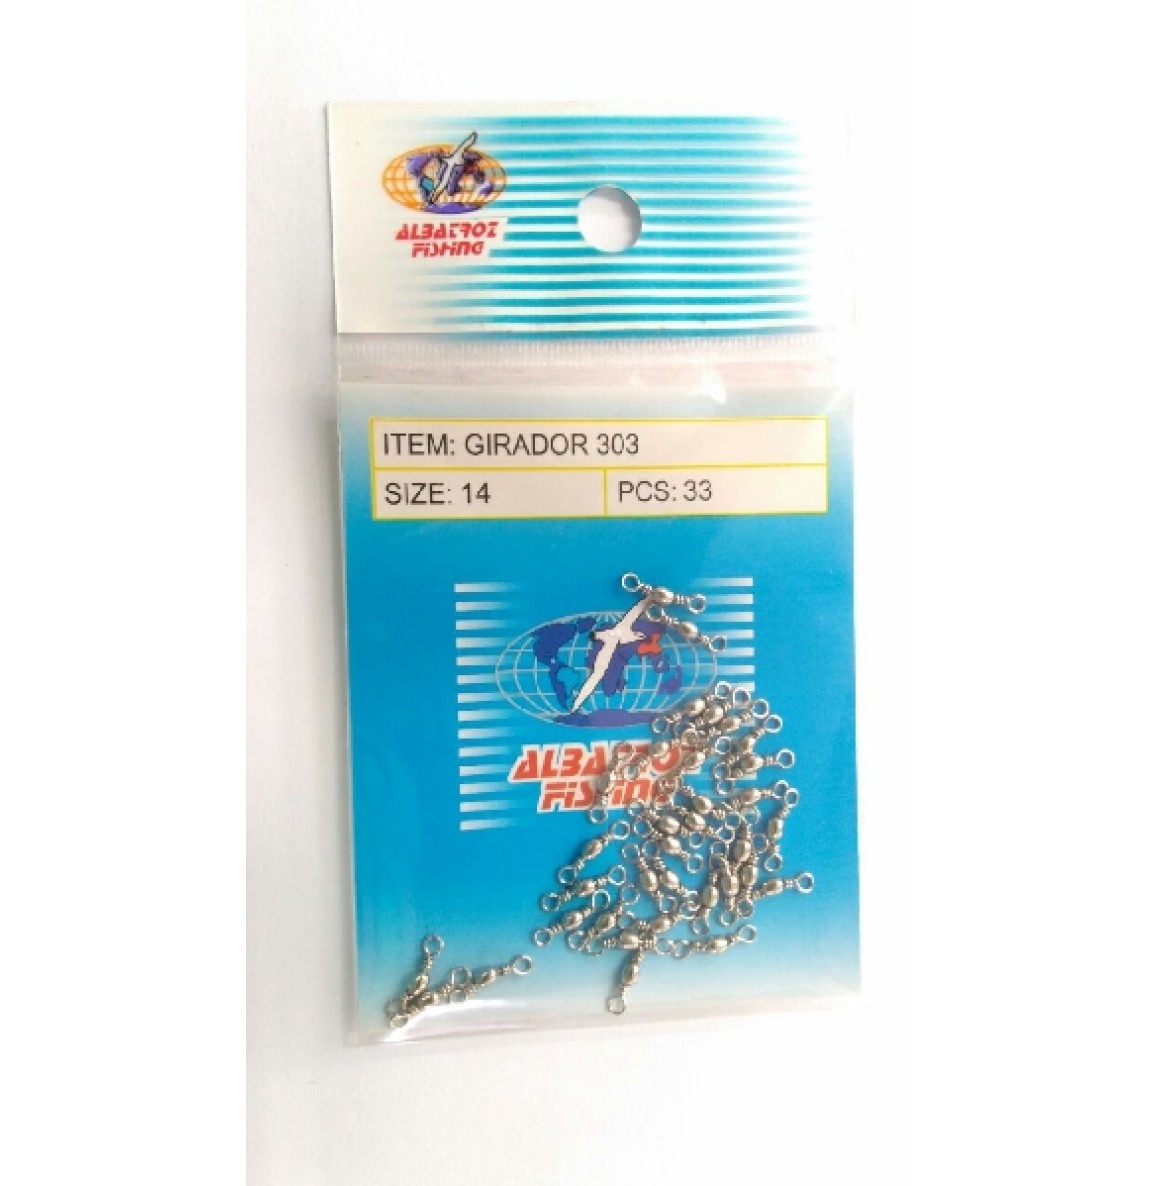 ALBATROZ
FISHING
ITEM: GIRADOR 303
SIZE: 14 PCS: 33
ALBATROZ
FISHING